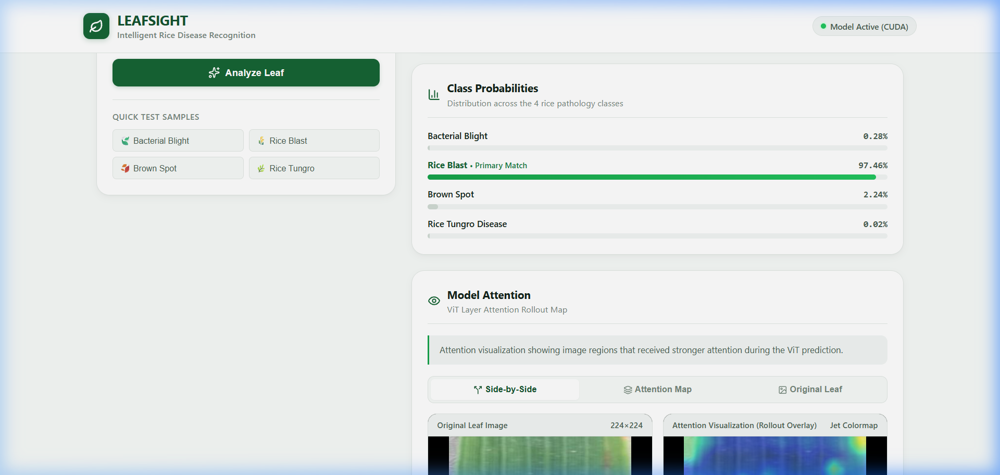 LEAFSIGHT
Intelligent Rice Disease Recognition
Model Active (CUDA)
Analyze Leaf
QUICK TEST SAMPLES
Bacterial Blight
Rice Blast
Brown Spot
Rice Tungro
Class Probabilities
Distribution across the 4 rice pathology classes
Bacterial Blight 0.28%
Rice Blast • Primary Match 97.46%
Brown Spot 2.24%
Rice Tungro Disease 0.02%
Model Attention
ViT Layer Attention Rollout Map
Attention visualization showing image regions that received stronger attention during the ViT prediction.
Side-by-Side
Attention Map
Original Leaf
Original Leaf Image 224×224
Attention Visualization (Rollout Overlay) Jet Colormap